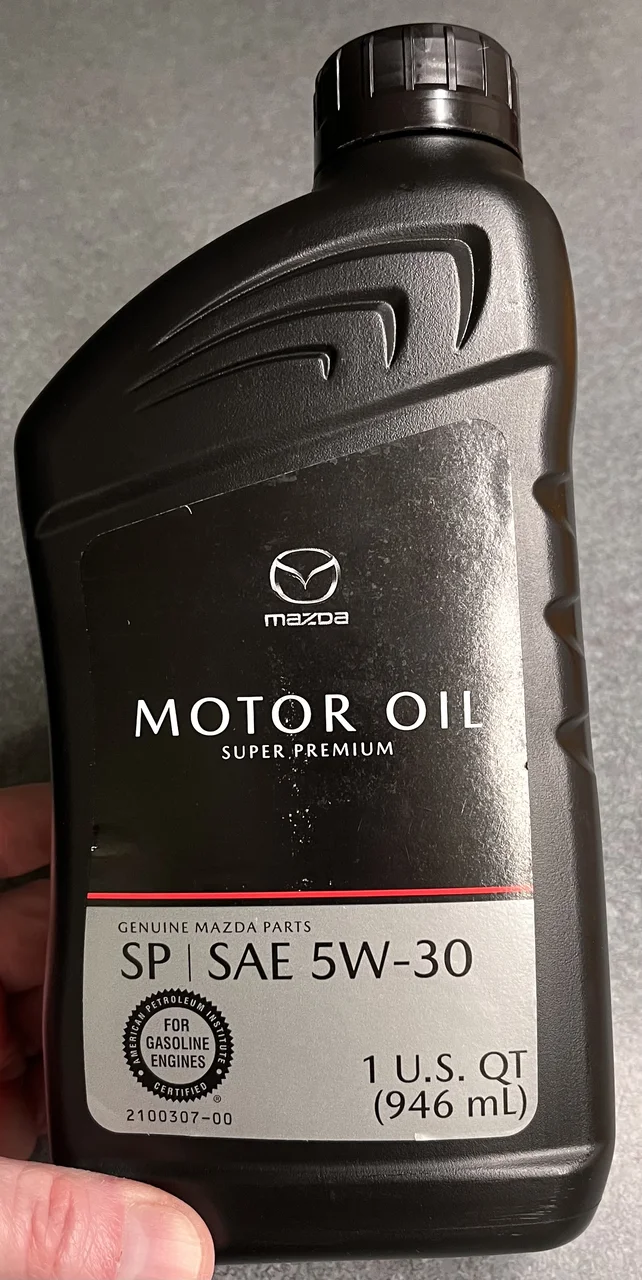 mazda
MOTOR OIL
SUPER PREMIUM
GENUINE MAZDA PARTS
SP | SAE 5W-30
AMERICAN PETROLEUM INSTITUTE
FOR
GASOLINE
ENGINES
• CERTIFIED •
®
2100307-00
1 U.S. QT
(946 mL)